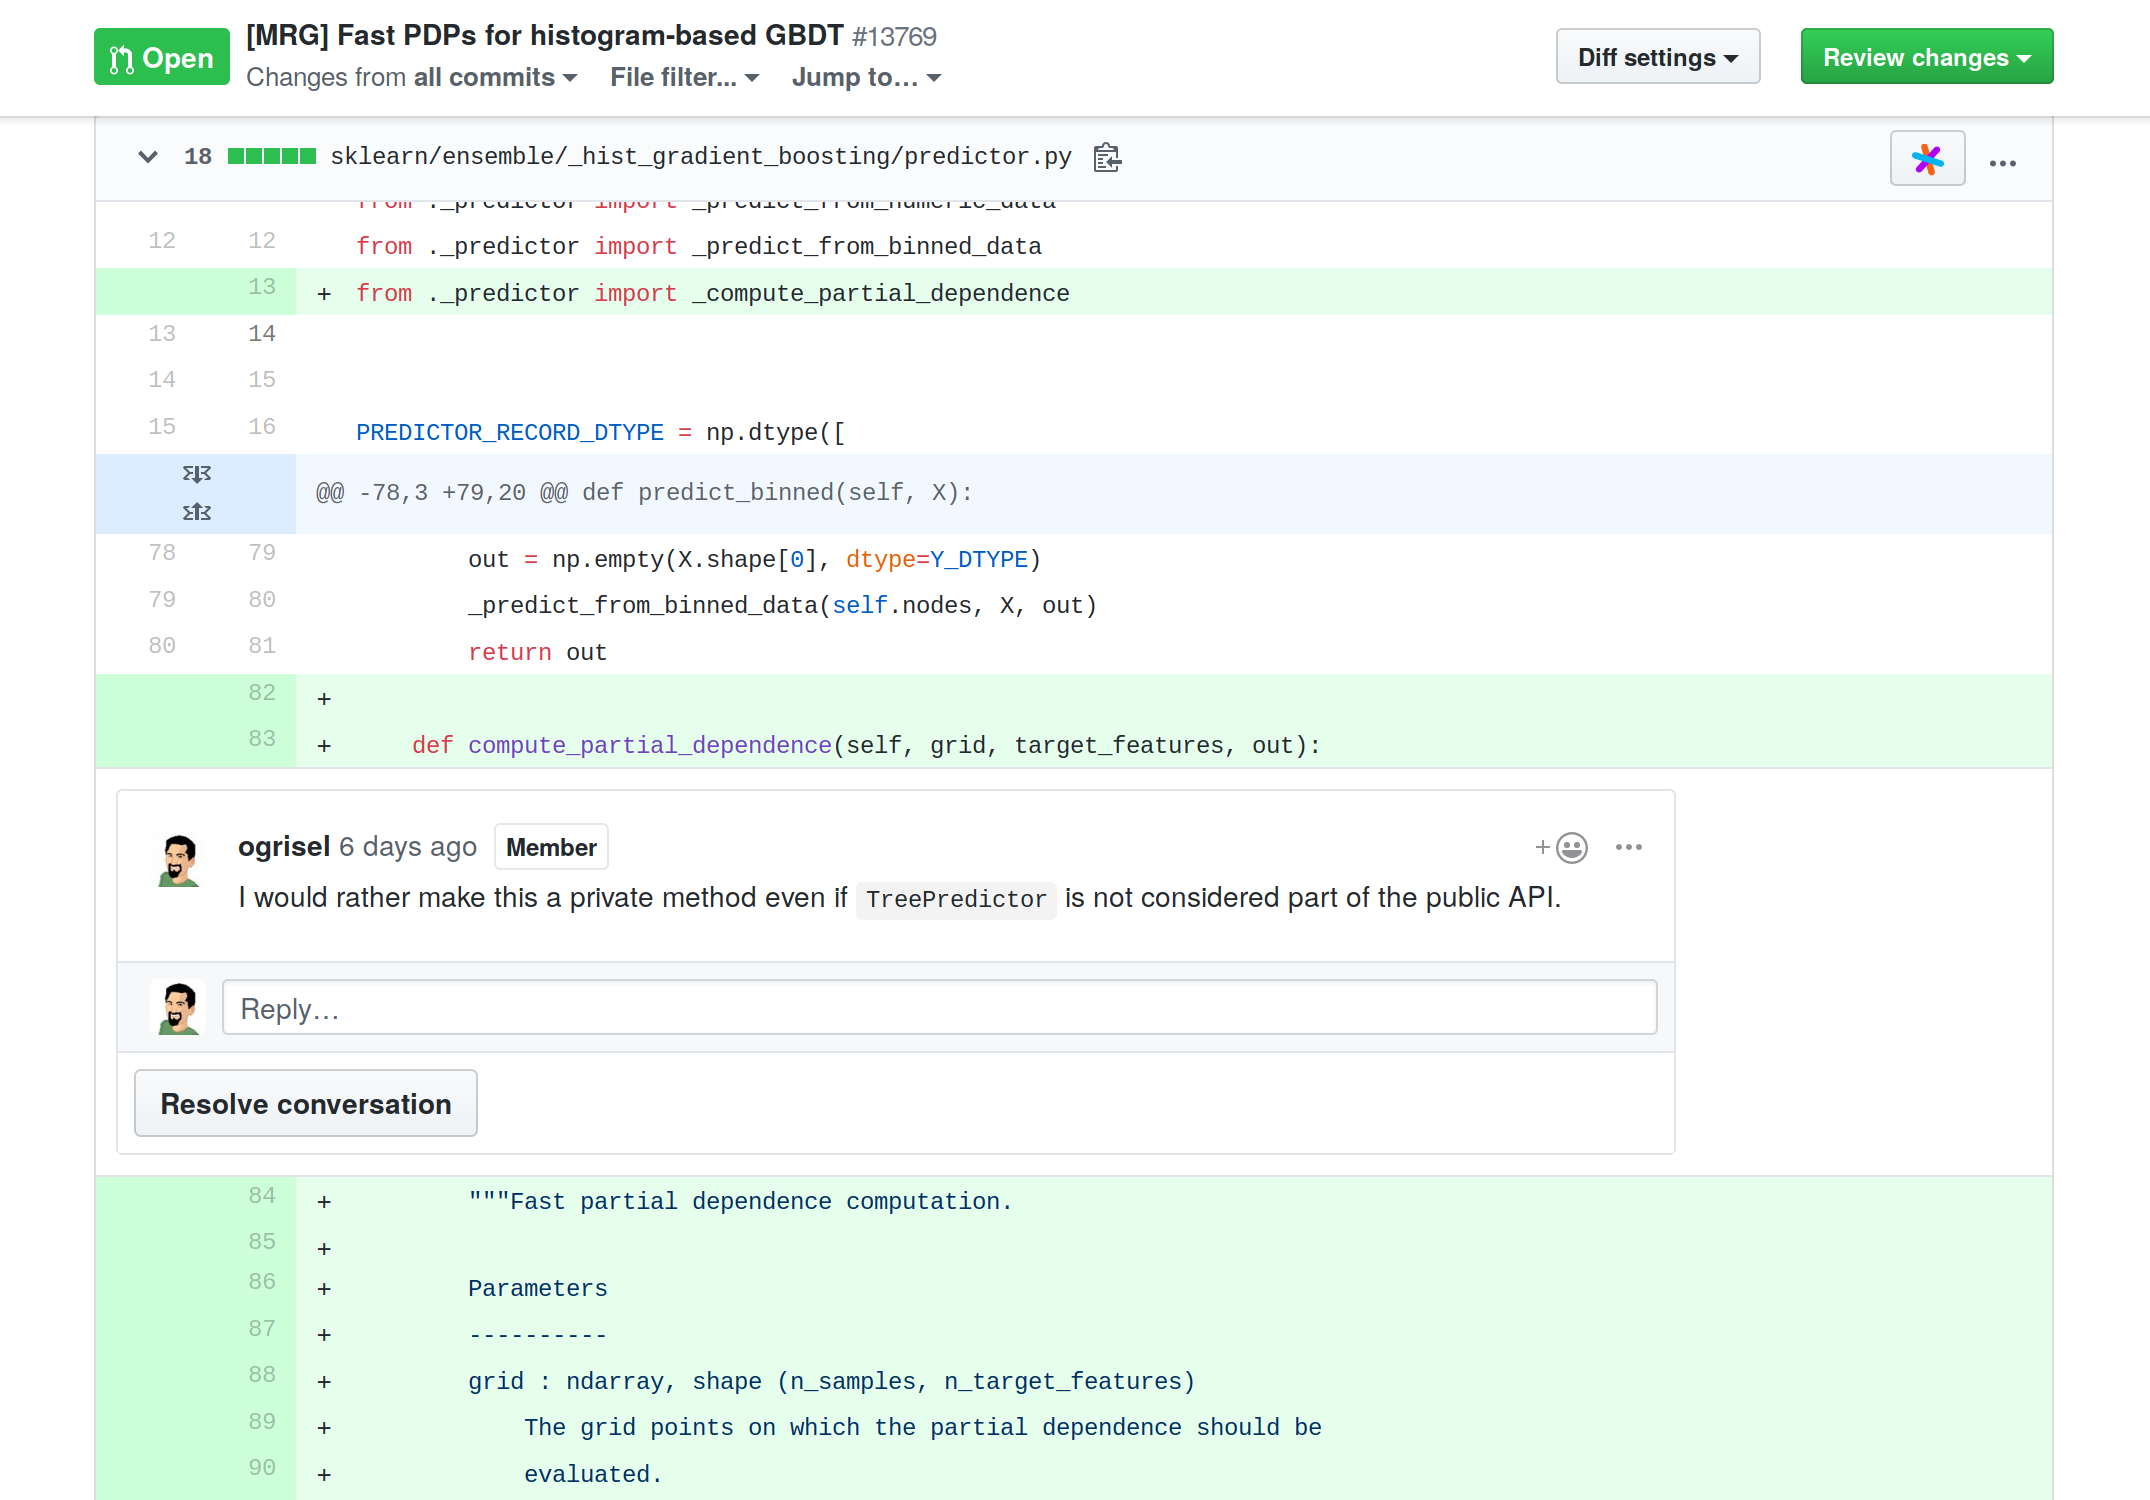 Open
[MRG] Fast PDPs for histogram-based GBDT #13769
Changes from all commits File filter... Jump to…
Diff settings
Review changes
18 sklearn/ensemble/_hist_gradient_boosting/predictor.py
from ._predictor import _predict_from_numeric_data
12 12 from ._predictor import _predict_from_binned_data
13 + from ._predictor import _compute_partial_dependence
13 14
14 15
15 16 PREDICTOR_RECORD_DTYPE = np.dtype([
@@ -78,3 +79,20 @@ def predict_binned(self, X):
78 79 out = np.empty(X.shape[0], dtype=Y_DTYPE)
79 80 _predict_from_binned_data(self.nodes, X, out)
80 81 return out
82 +
83 + def compute_partial_dependence(self, grid, target_features, out):
ogrisel 6 days ago Member
I would rather make this a private method even if TreePredictor is not considered part of the public API.
Reply…
Resolve conversation
84 + """Fast partial dependence computation.
85 +
86 + Parameters
87 + ----------
88 + grid : ndarray, shape (n_samples, n_target_features)
89 + The grid points on which the partial dependence should be
90 + evaluated.